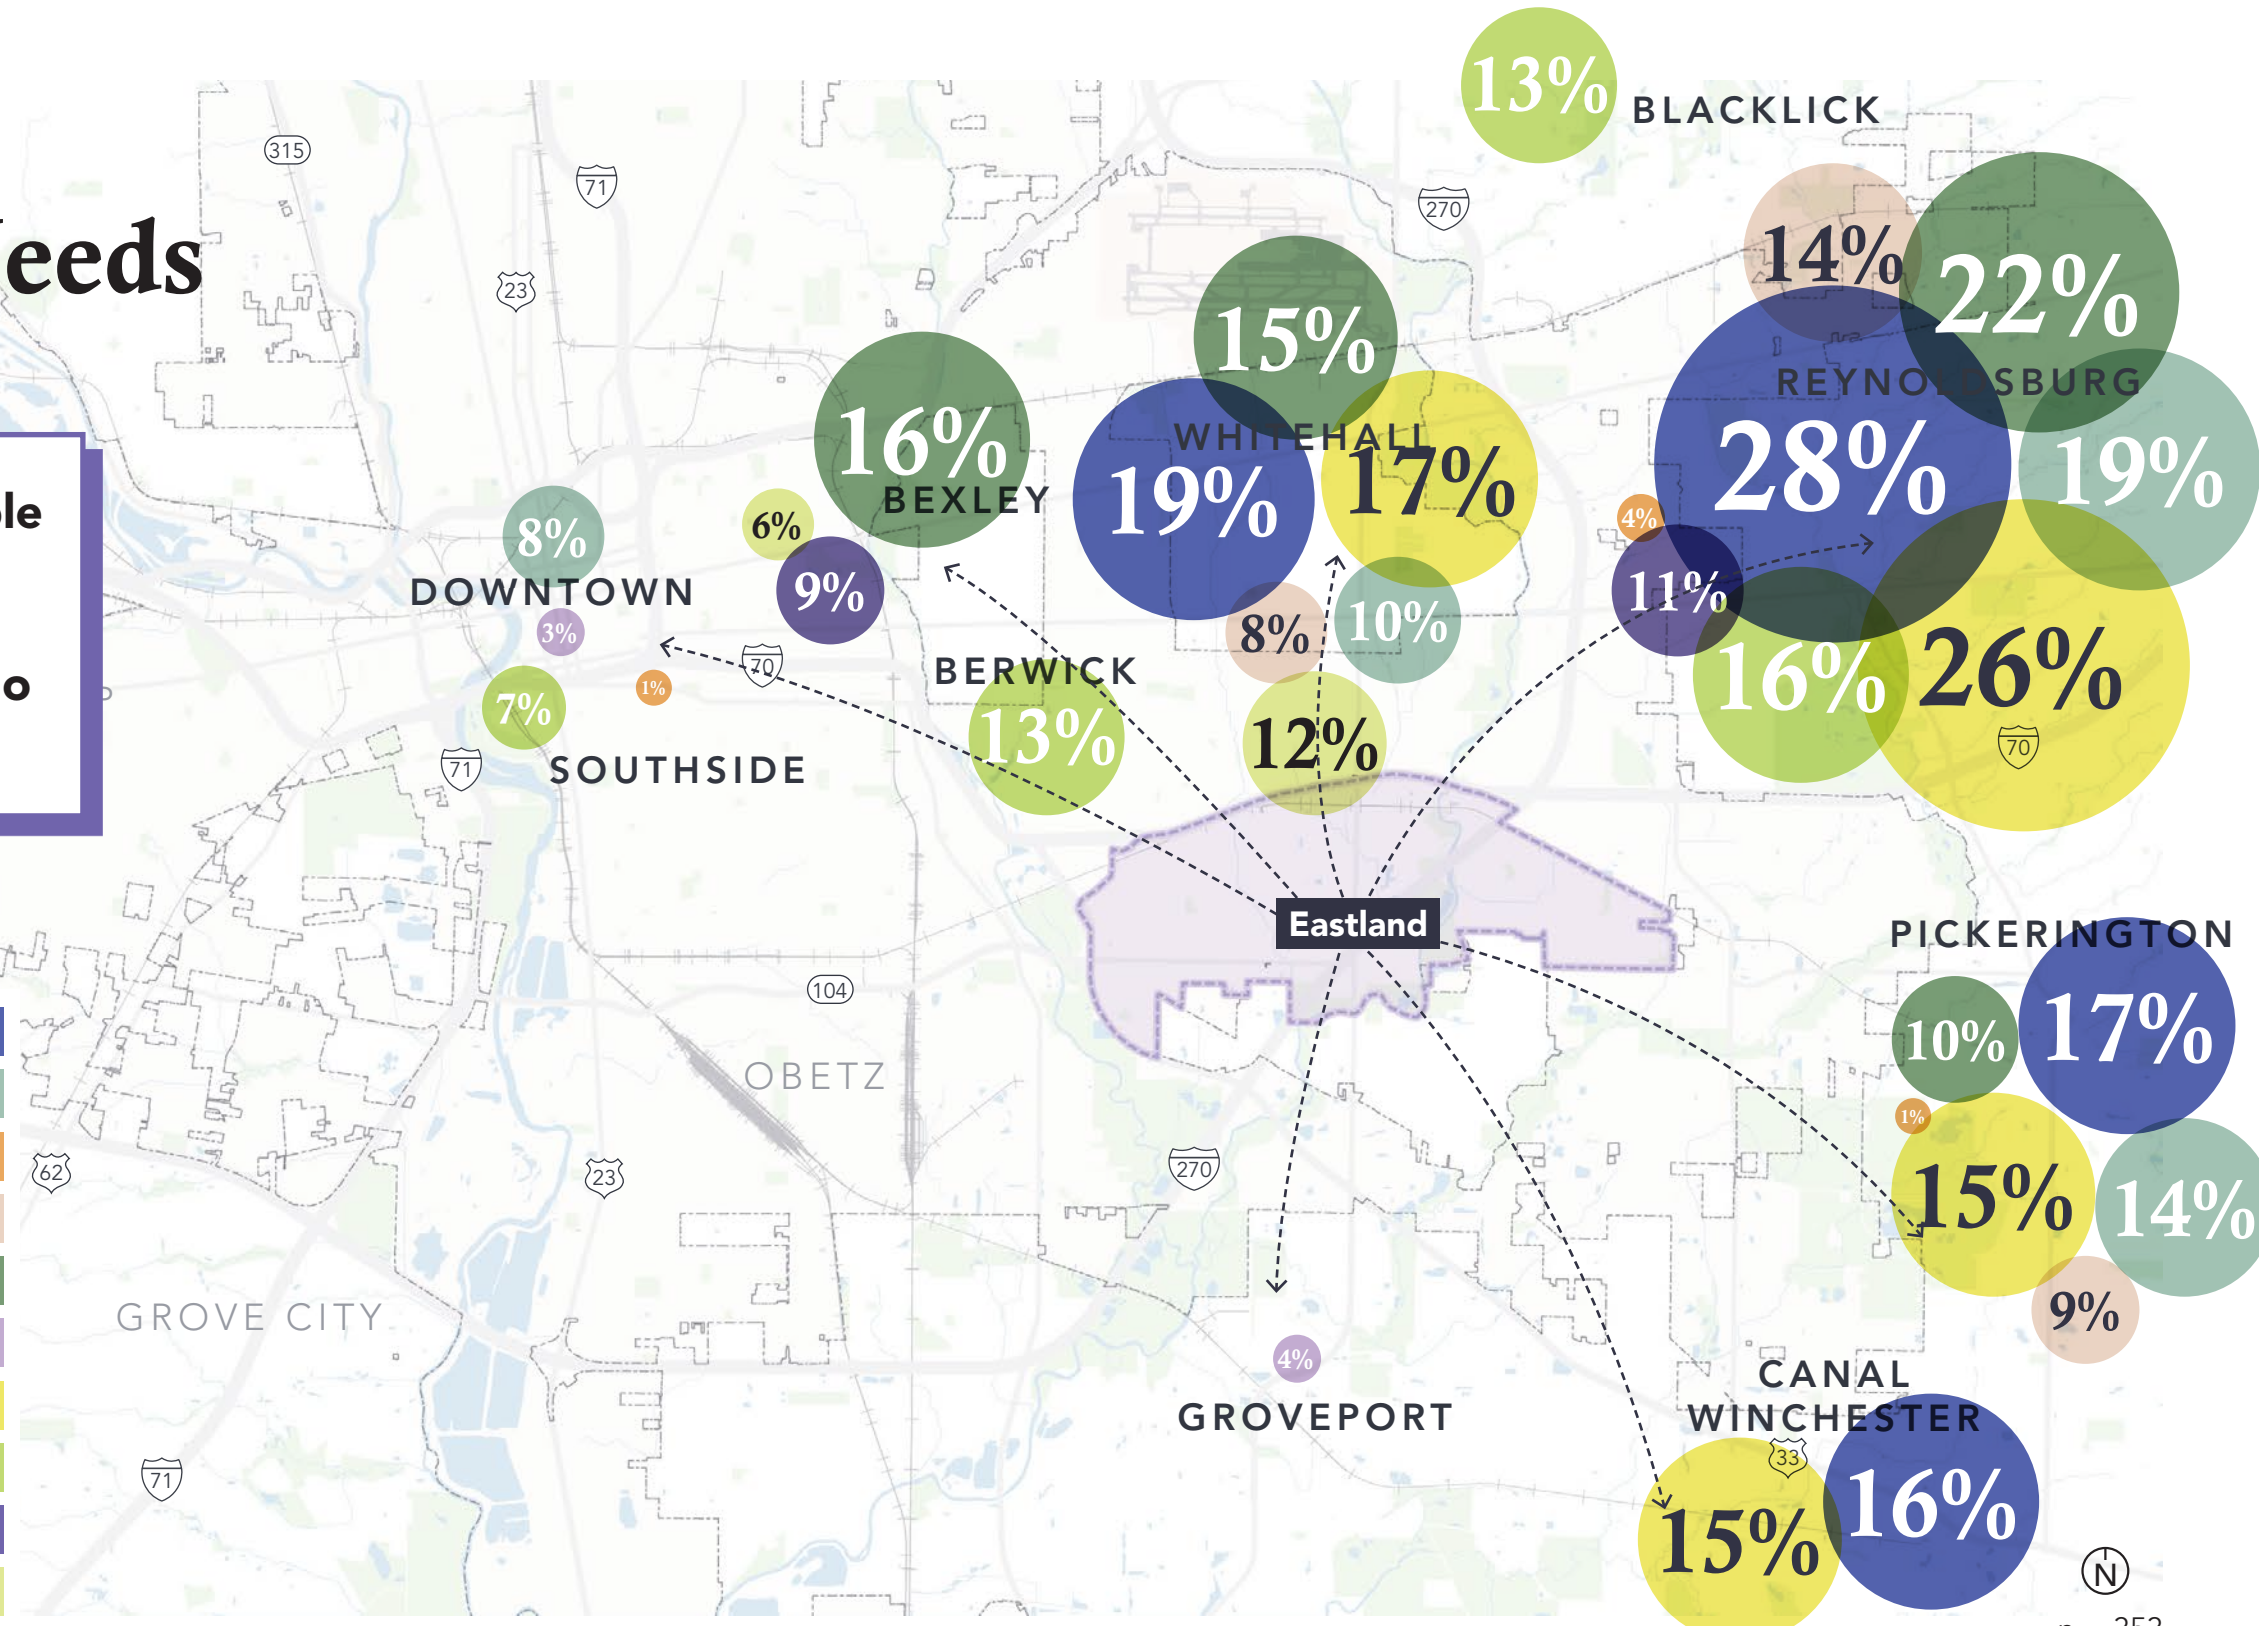 13%
BLACKLICK
315
71
270
eeds
23
14%
22%
15%
REYNOLDSBURG
16%
WHITEHALL
19%
17%
28%
19%
BEXLEY
4%
6%
8%
9%
11%
DOWNTOWN
3%
8%
10%
70
BERWICK
16%
26%
1%
7%
13%
12%
70
71
SOUTHSIDE
le
o
Eastland
PICKERINGTON
104
10%
17%
OBETZ
1%
62
23
270
15%
14%
GROVE CITY
9%
4%
CANAL
WINCHESTER
GROVEPORT
33
71
16%
15%
N